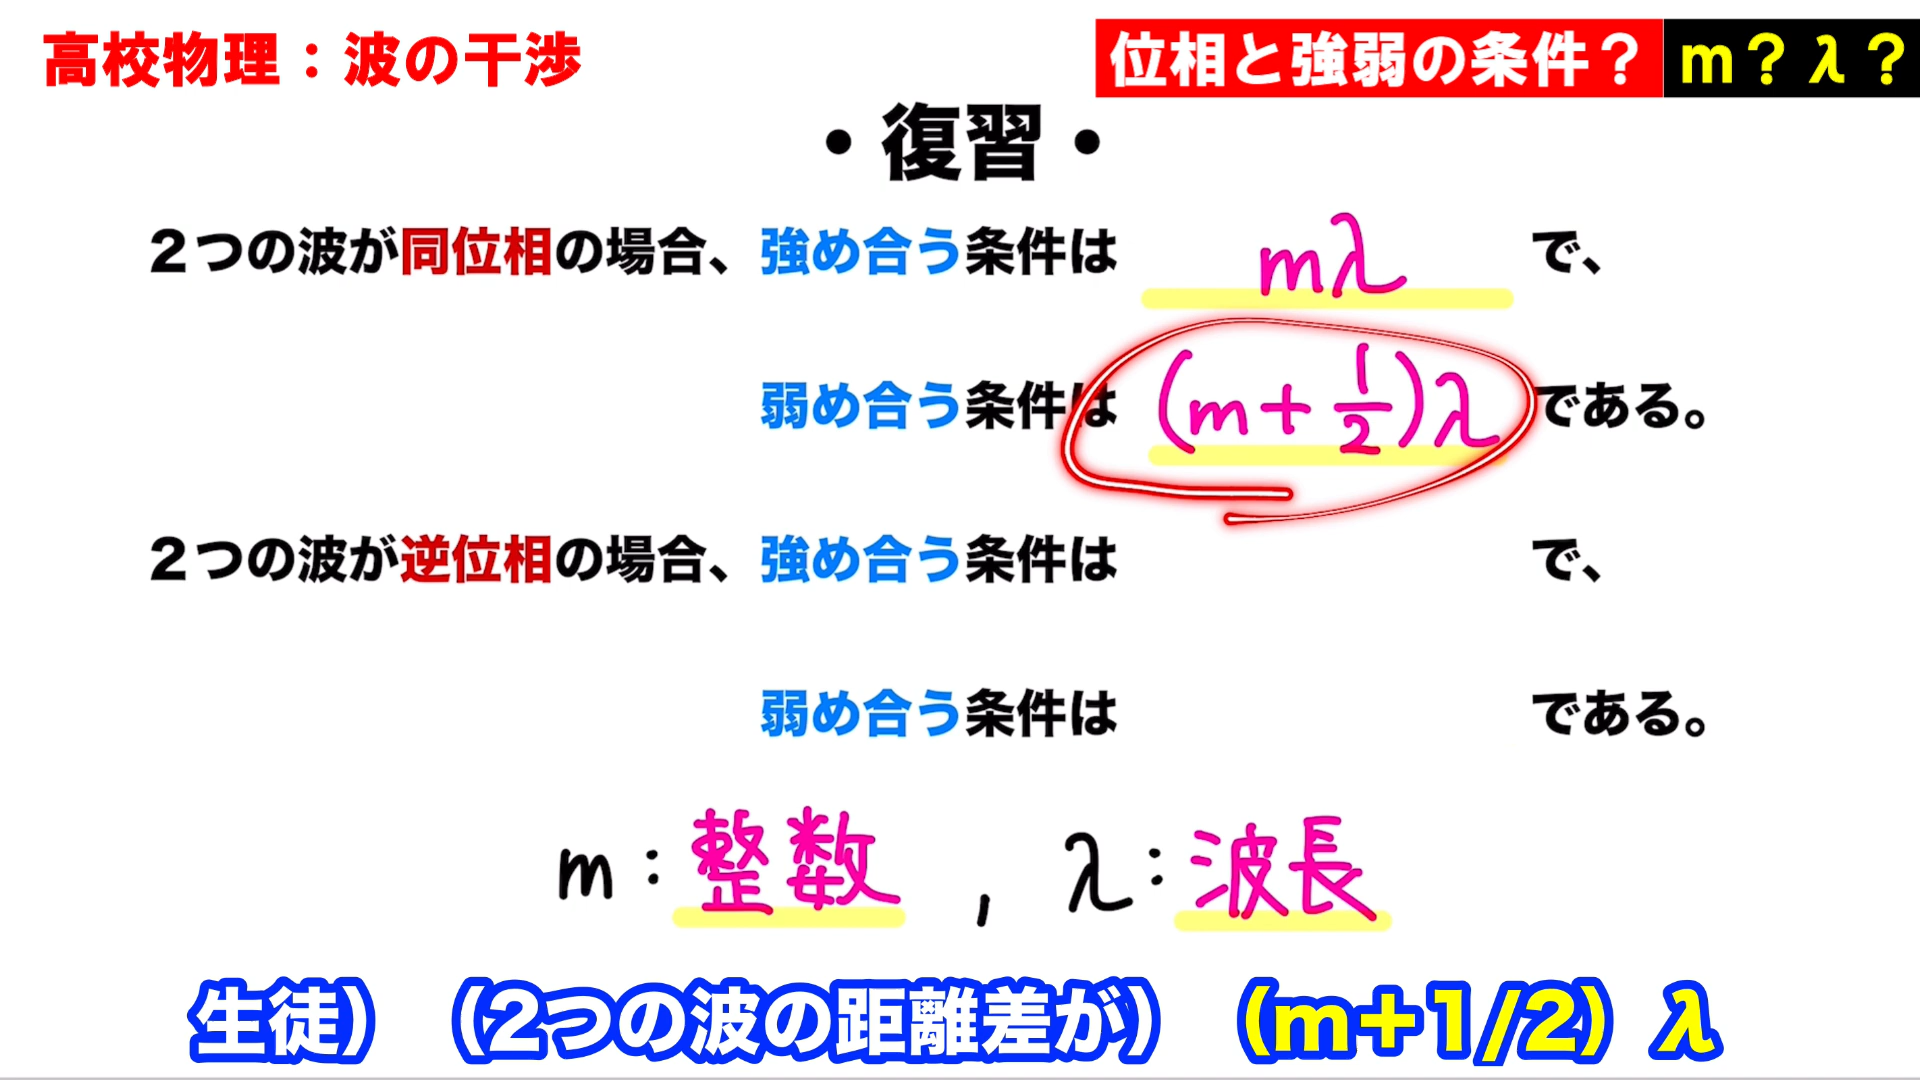 高校物理：波の干渉
位相と強弱の条件？ m？λ？
・復習・
２つの波が同位相の場合、強め合う条件は mλ で、
弱め合う条件は (m+1/2)λ である。
２つの波が逆位相の場合、強め合う条件は で、
弱め合う条件は である。
m：整数 , λ：波長
生徒）（2つの波の距離差が）（m+1/2）λ